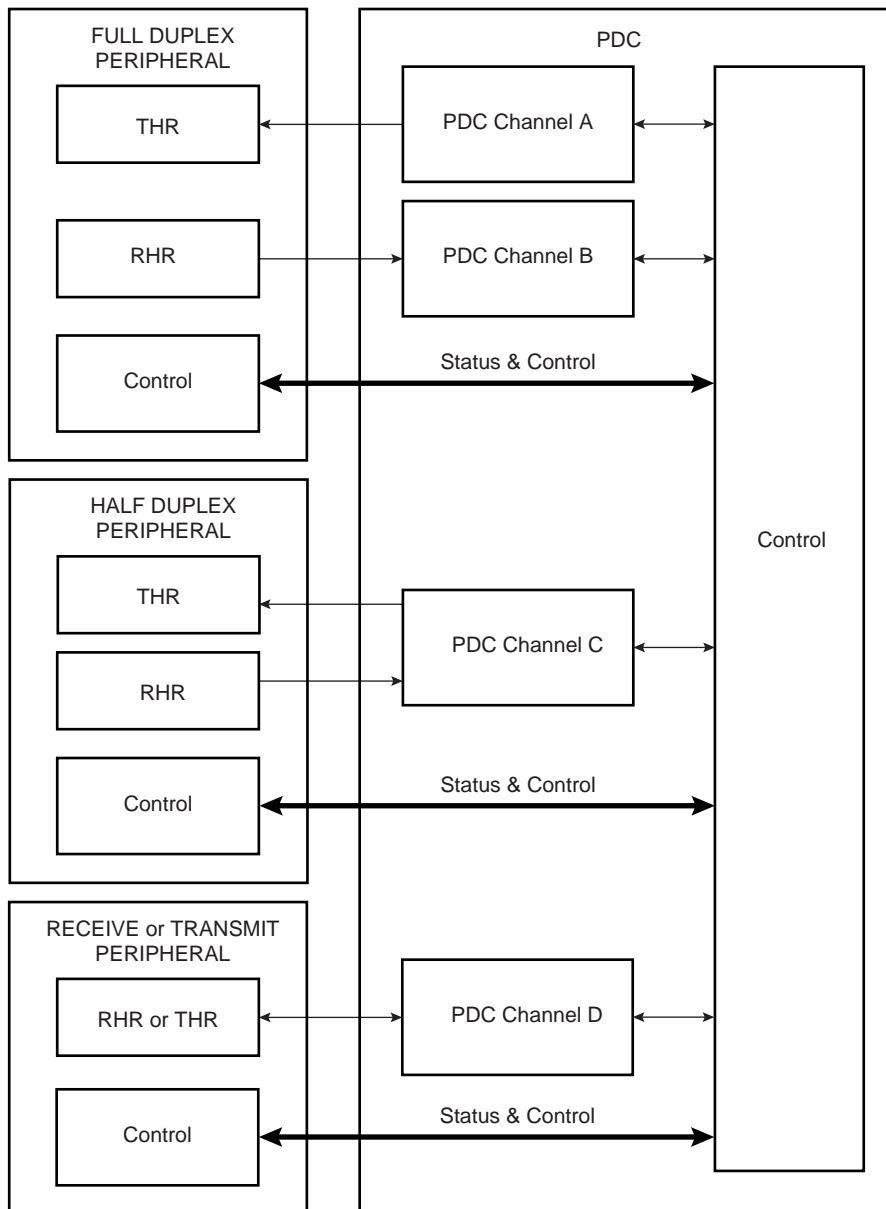 FULL DUPLEX
PERIPHERAL
THR
RHR
Control
PDC
PDC Channel A
PDC Channel B
Status & Control
HALF DUPLEX
PERIPHERAL
THR
RHR
Control
PDC Channel C
Status & Control
Control
RECEIVE or TRANSMIT
PERIPHERAL
RHR or THR
Control
PDC Channel D
Status & Control